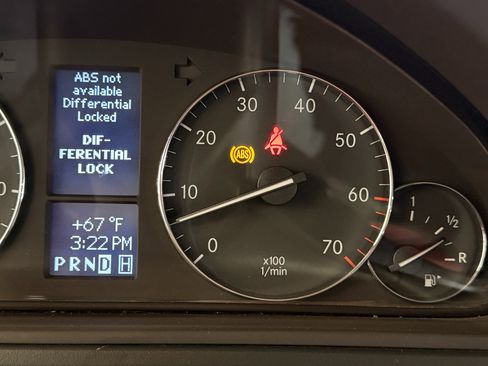 ABS not
available
Differential
Locked
DIF-
FERENTIAL
LOCK
+67°F
3:22 PM
PRND H
0
10
20
30
40
50
60
70
ABS
x100
1/min
1
1/2
R